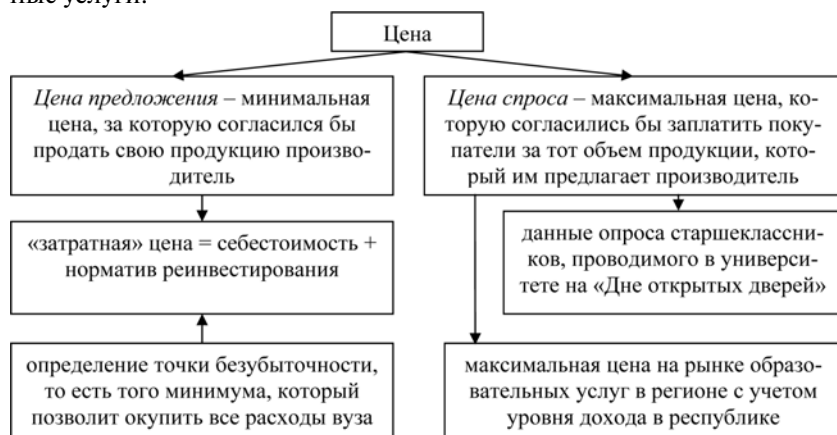 ные услуги.
Цена
Цена предложения – минимальная
цена, за которую согласился бы
продать свою продукцию произво-
дитель
Цена спроса – максимальная цена, ко-
торую согласились бы заплатить поку-
патели за тот объем продукции, кото-
рый им предлагает производитель
«затратная» цена = себестоимость +
норматив реинвестирования
данные опроса старшеклассни-
ков, проводимого в универси-
тете на «Дне открытых дверей»
определение точки безубыточности,
то есть того минимума, который
позволит окупить все расходы вуза
максимальная цена на рынке образо-
вательных услуг в регионе с учетом
уровня дохода в республике